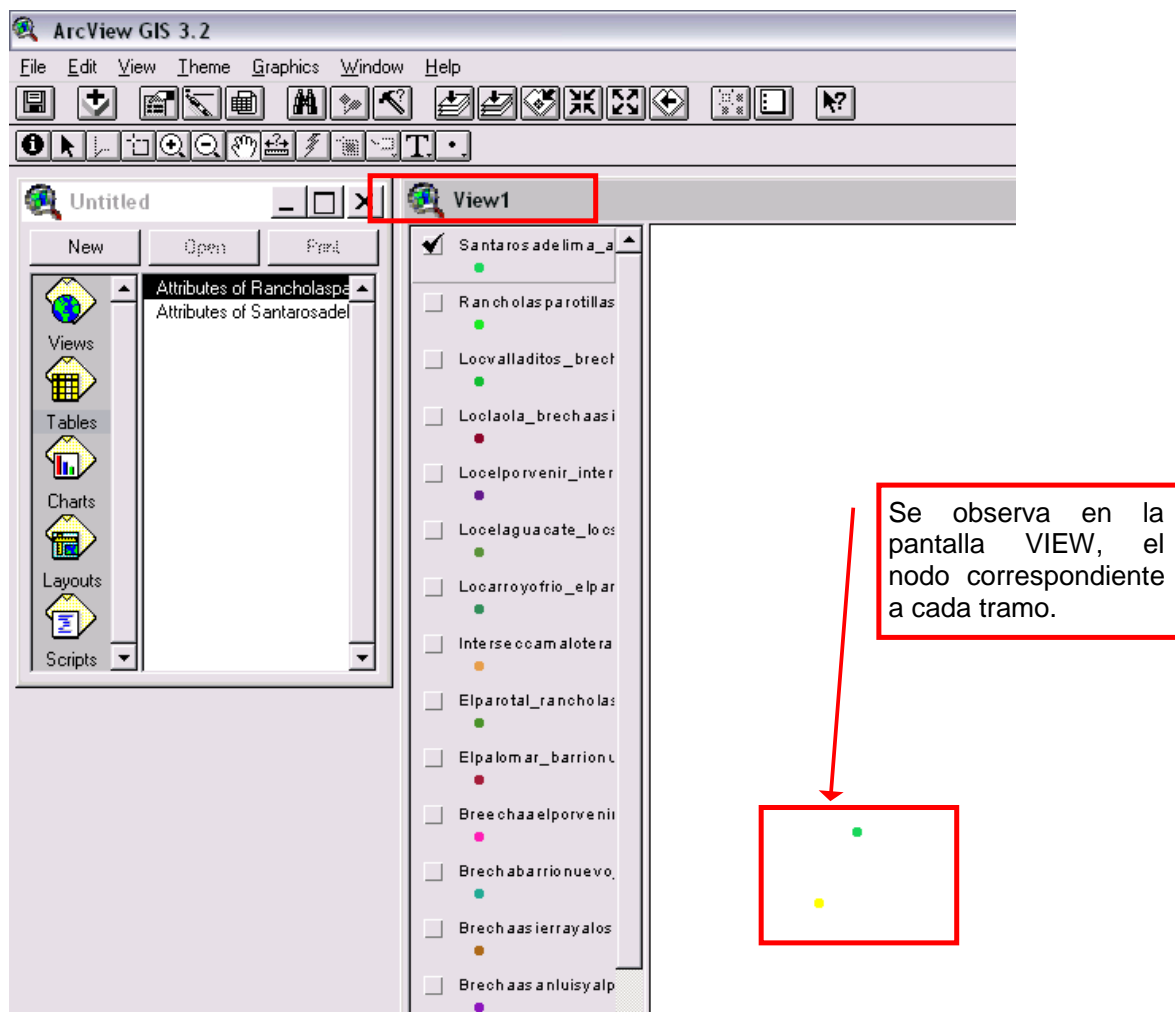 ArcView GIS 3.2
File Edit View Theme Graphics Window Help
T
Untitled
View1
New Open Print
Attributes of Rancholaspa
Attributes of Santarosadel
Views
Tables
Charts
Layouts
Scripts
Santarosadelima_a
Rancholasparotillas
Locvalladitos_brech
Loclaola_brechaasi
Locelporvenir_inter
Locelaguacate_locs
Locarroyofrio_elpar
Interseccamalotera
Elparotal_rancholas
Elpalomar_barrionu
Breechaaelporvenir
Brechabarrionuevo_
Brechaasierrayalos
Brechaasanluisyalp
Se observa en la
pantalla VIEW, el
nodo correspondiente
a cada tramo.